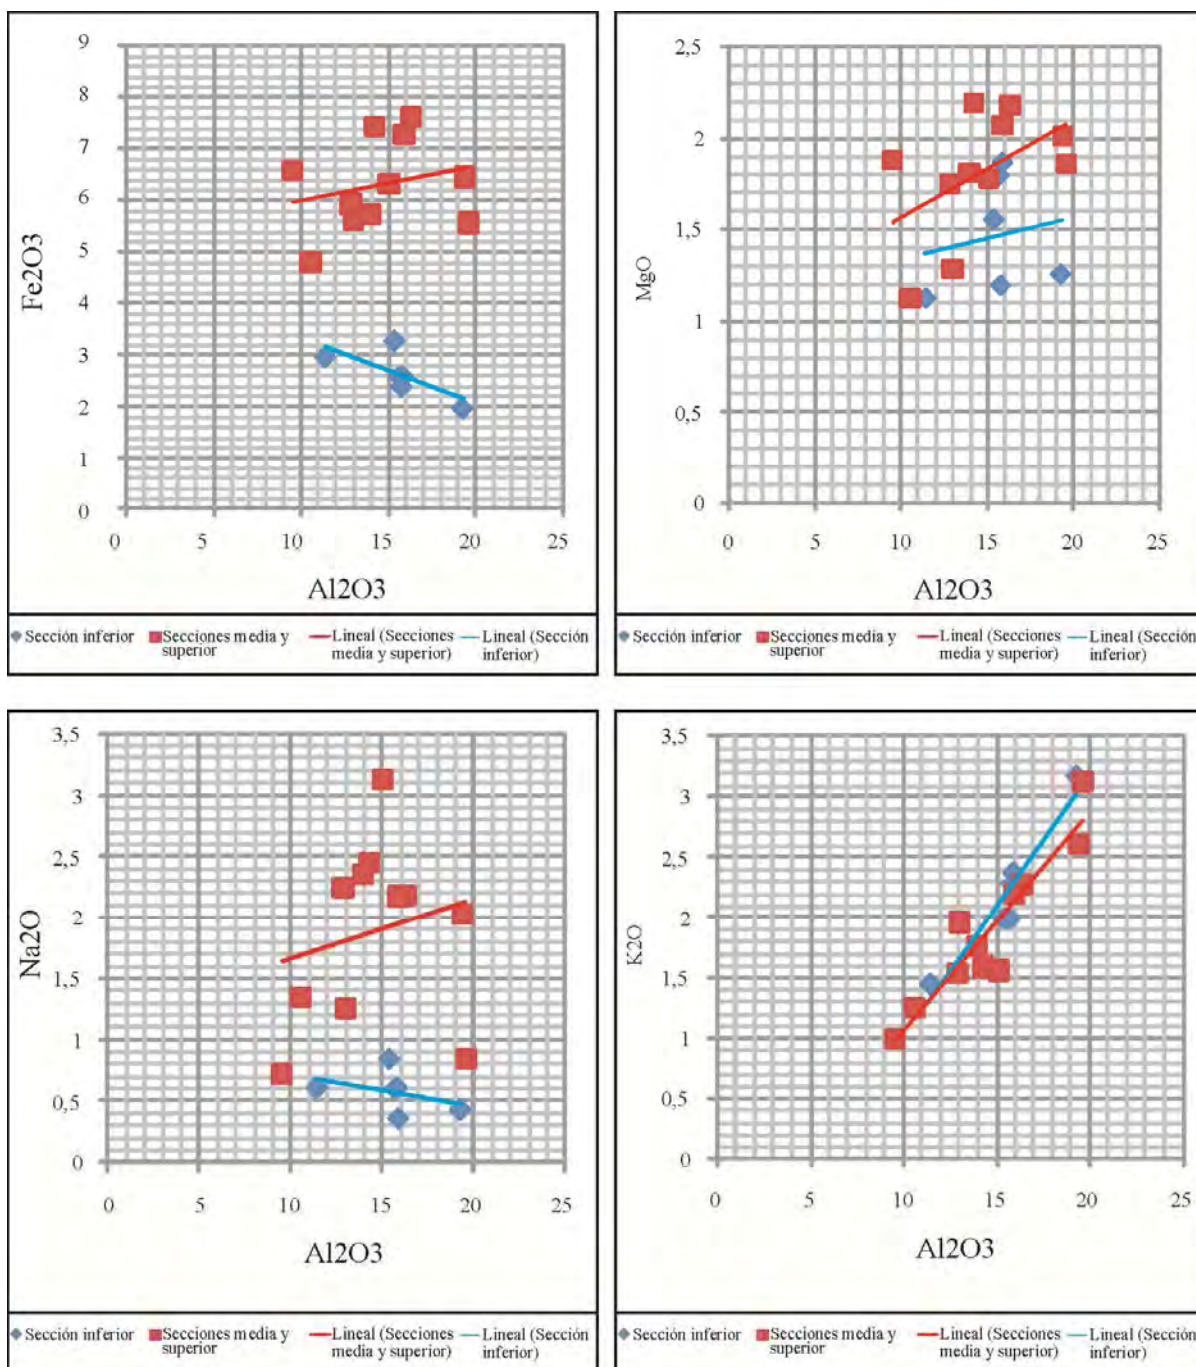 9
8
7
6
5
4
3
2
1
0
Fe2O3
0 5 10 15 20 25
Al2O3
Sección inferior Secciones media y superior Lineal (Secciones media y superior) Lineal (Sección inferior)
2,5
2
1,5
1
0,5
0
MgO
0 5 10 15 20 25
Al2O3
Sección inferior Secciones media y superior Lineal (Secciones media y superior) Lineal (Sección inferior)
3,5
3
2,5
2
1,5
1
0,5
0
Na2O
0 5 10 15 20 25
Al2O3
Sección inferior Secciones media y superior Lineal (Secciones media y superior) Lineal (Sección inferior)
3,5
3
2,5
2
1,5
1
0,5
0
K2O
0 5 10 15 20 25
Al2O3
Sección inferior Secciones media y superior Lineal (Secciones media y superior) Lineal (Sección inferior)